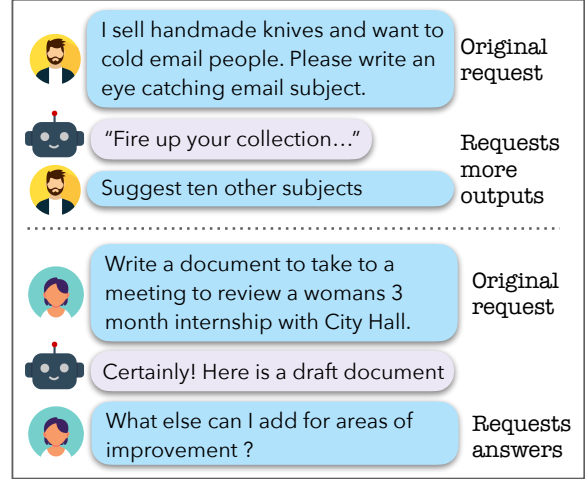 I sell handmade knives and want to
cold email people. Please write an
eye catching email subject.
Original
request
“Fire up your collection…”
Requests
more
outputs
Suggest ten other subjects
Write a document to take to a
meeting to review a womans 3
month internship with City Hall.
Original
request
Certainly! Here is a draft document
What else can I add for areas of
improvement ?
Requests
answers